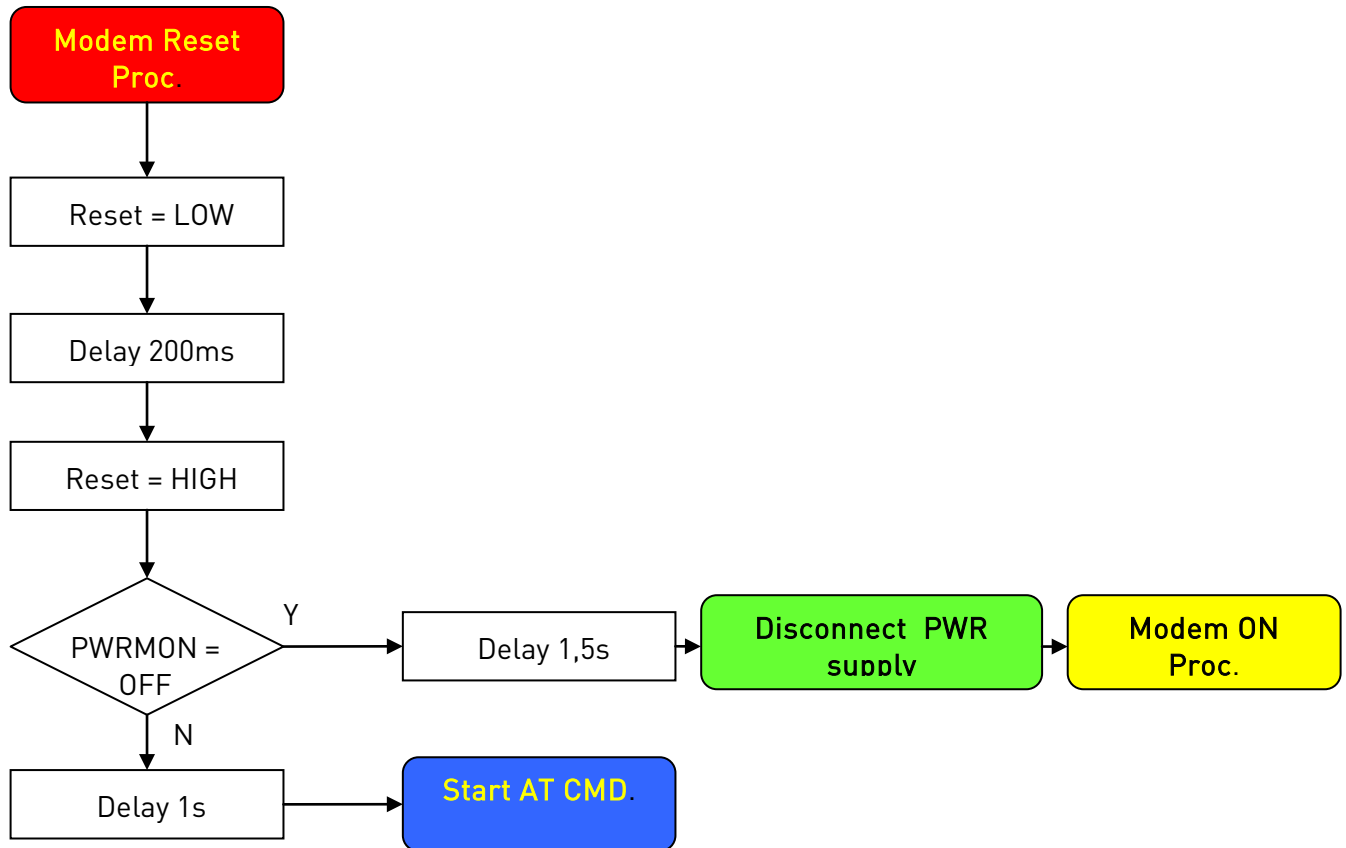 Modem Reset
Proc.
Reset = LOW
Delay 200ms
Reset = HIGH
PWRMON =
OFF
Y
Delay 1,5s
Disconnect PWR
supply
Modem ON
Proc.
N
Delay 1s
Start AT CMD.